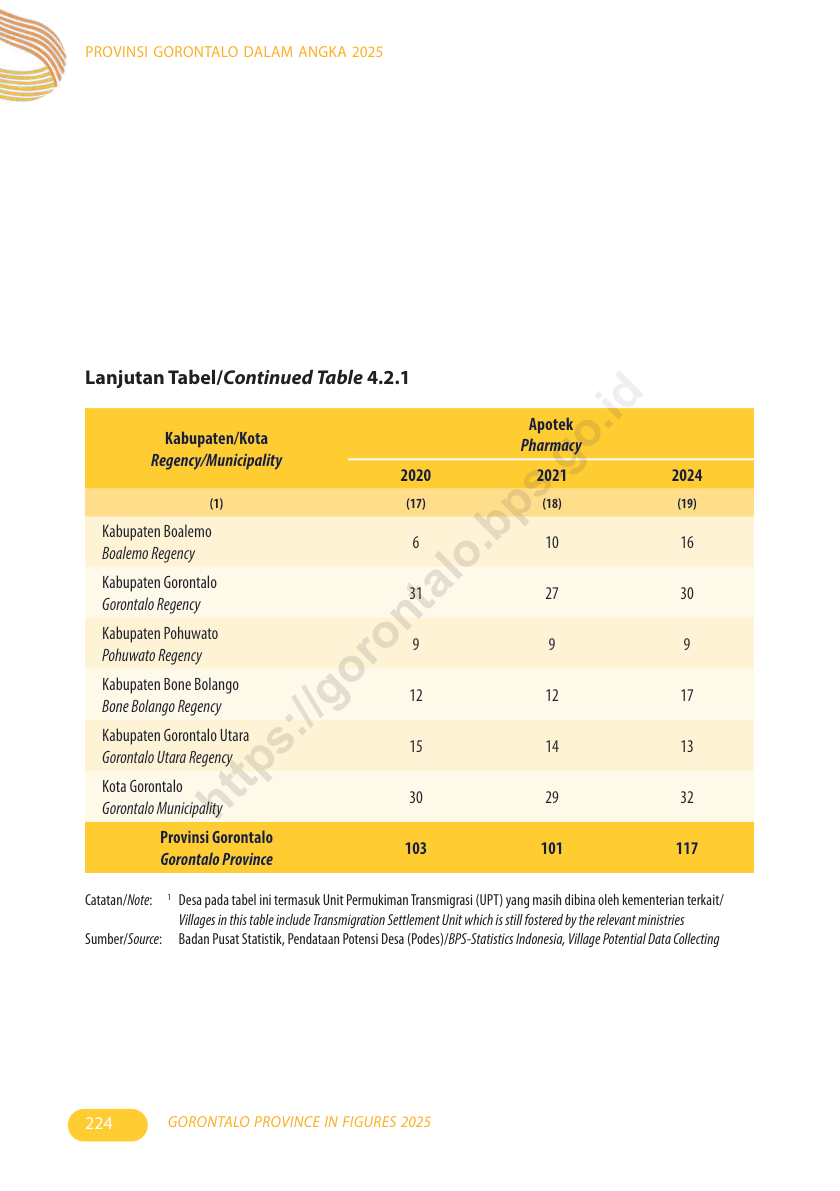 PROVINSI GORONTALO DALAM ANGKA 2025
Lanjutan Tabel/Continued Table 4.2.1
Kabupaten/Kota
Regency/Municipality
Apotek
Pharmacy
2020 2021 2024
(1) (17) (18) (19)
Kabupaten Boalemo
Boalemo Regency
6 10 16
Kabupaten Gorontalo
Gorontalo Regency
31 27 30
Kabupaten Pohuwato
Pohuwato Regency
9 9 9
Kabupaten Bone Bolango
Bone Bolango Regency
12 12 17
Kabupaten Gorontalo Utara
Gorontalo Utara Regency
15 14 13
Kota Gorontalo
Gorontalo Municipality
30 29 32
Provinsi Gorontalo
Gorontalo Province
103 101 117
Catatan/Note: ¹ Desa pada tabel ini termasuk Unit Permukiman Transmigrasi (UPT) yang masih dibina oleh kementerian terkait/
Villages in this table include Transmigration Settlement Unit which is still fostered by the relevant ministries
Sumber/Source: Badan Pusat Statistik, Pendataan Potensi Desa (Podes)/BPS-Statistics Indonesia, Village Potential Data Collecting
https://gorontalo.bps.go.id
224 GORONTALO PROVINCE IN FIGURES 2025